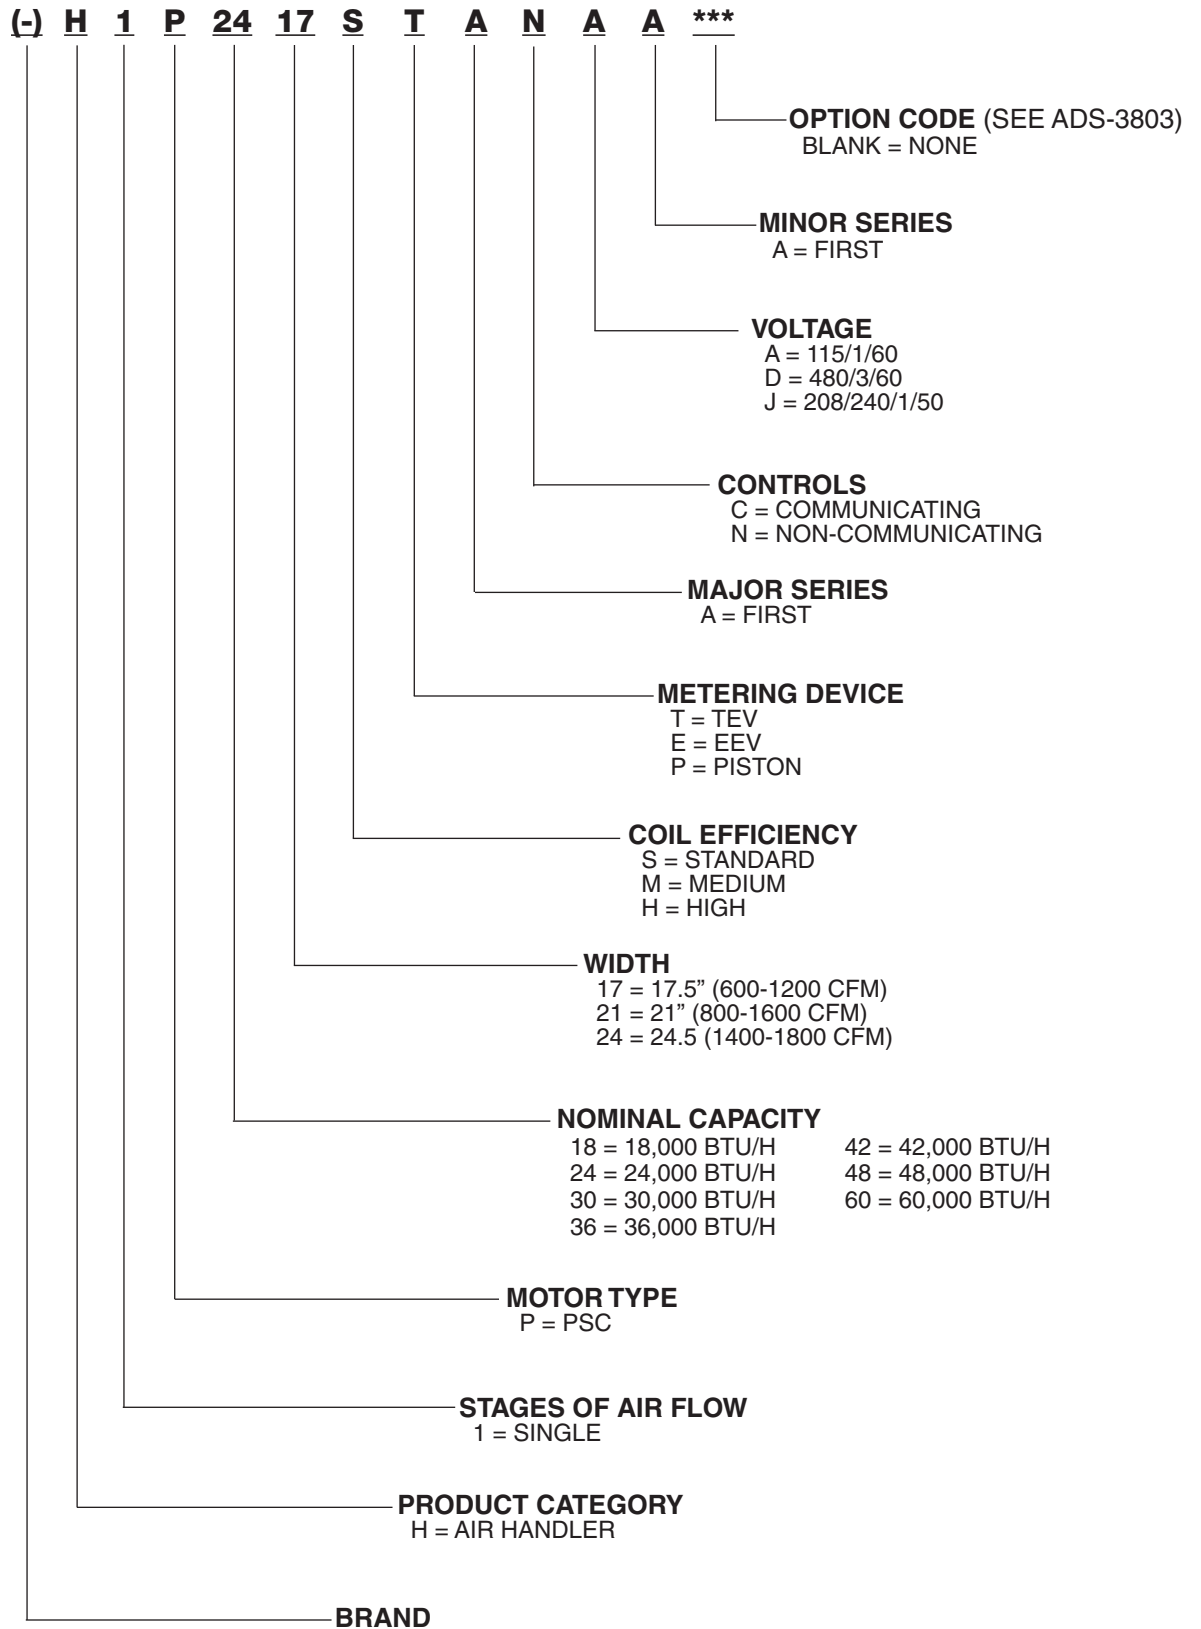 (-) H 1 P 24 17 S T A N A A ***
OPTION CODE (SEE ADS-3803)
BLANK = NONE
MINOR SERIES
A = FIRST
VOLTAGE
A = 115/1/60
D = 480/3/60
J = 208/240/1/50
CONTROLS
C = COMMUNICATING
N = NON-COMMUNICATING
MAJOR SERIES
A = FIRST
METERING DEVICE
T = TEV
E = EEV
P = PISTON
COIL EFFICIENCY
S = STANDARD
M = MEDIUM
H = HIGH
WIDTH
17 = 17.5” (600-1200 CFM)
21 = 21” (800-1600 CFM)
24 = 24.5 (1400-1800 CFM)
NOMINAL CAPACITY
18 = 18,000 BTU/H 42 = 42,000 BTU/H
24 = 24,000 BTU/H 48 = 48,000 BTU/H
30 = 30,000 BTU/H 60 = 60,000 BTU/H
36 = 36,000 BTU/H
MOTOR TYPE
P = PSC
STAGES OF AIR FLOW
1 = SINGLE
PRODUCT CATEGORY
H = AIR HANDLER
BRAND